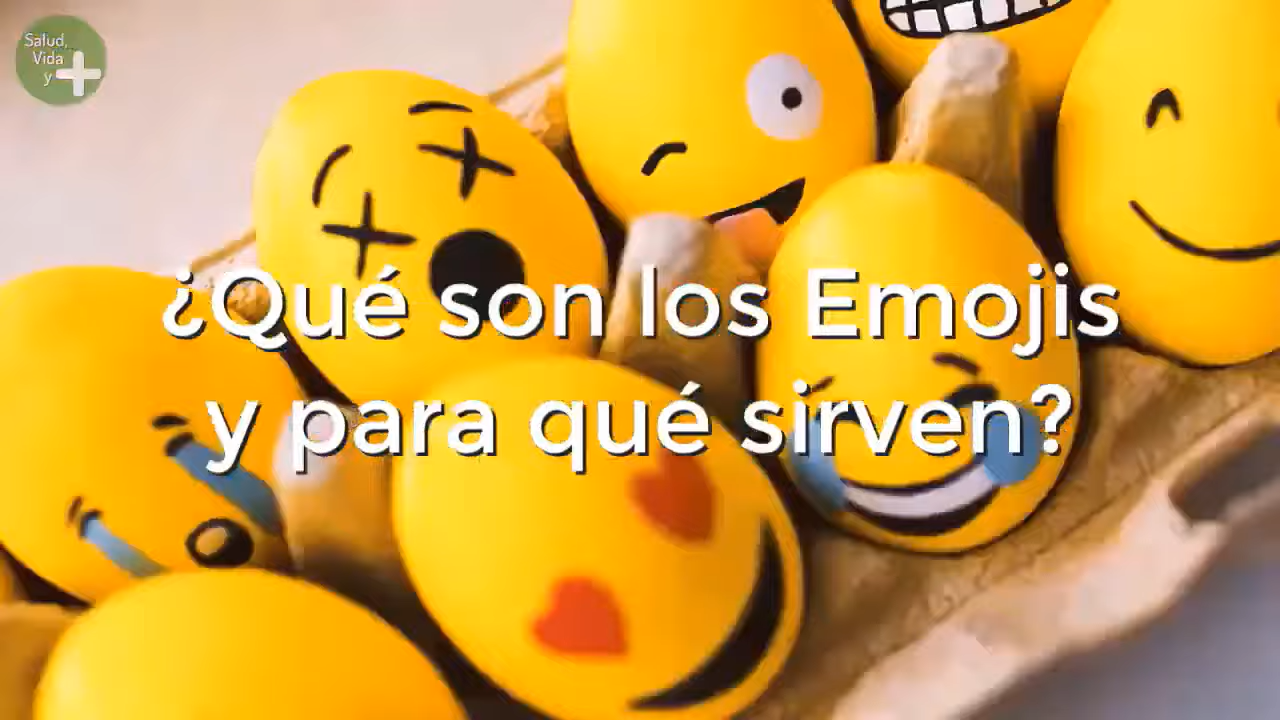 Salud,
Vida
y +
¿Qué son los Emojis
y para qué sirven?